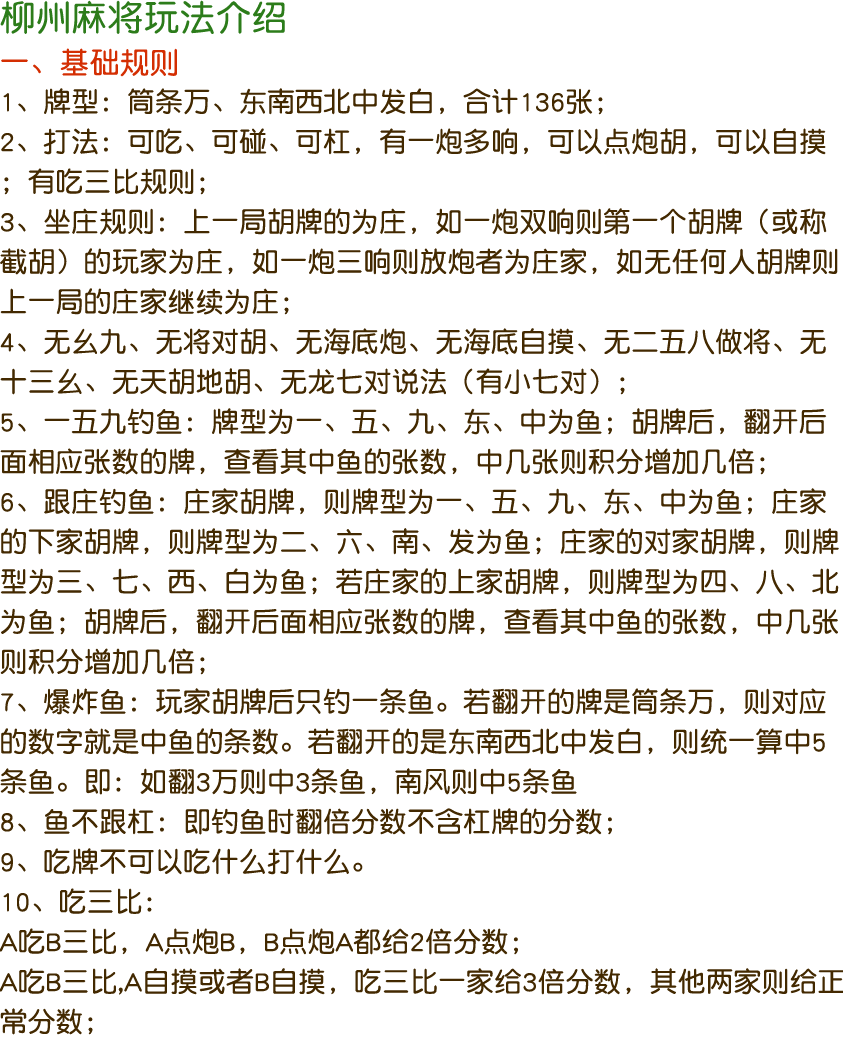 柳州麻将玩法介绍
一、基础规则
1、牌型：筒条万、东南西北中发白，合计136张；
2、打法：可吃、可碰、可杠，有一炮多响，可以点炮胡，可以自摸
；有吃三比规则；
3、坐庄规则：上一局胡牌的为庄，如一炮双响则第一个胡牌（或称
截胡）的玩家为庄，如一炮三响则放炮者为庄家，如无任何人胡牌则
上一局的庄家继续为庄；
4、无幺九、无将对胡、无海底炮、无海底自摸、无二五八做将、无
十三幺、无天胡地胡、无龙七对说法（有小七对）；
5、一五九钓鱼：牌型为一、五、九、东、中为鱼；胡牌后，翻开后
面相应张数的牌，查看其中鱼的张数，中几张则积分增加几倍；
6、跟庄钓鱼：庄家胡牌，则牌型为一、五、九、东、中为鱼；庄家
的下家胡牌，则牌型为二、六、南、发为鱼；庄家的对家胡牌，则牌
型为三、七、西、白为鱼；若庄家的上家胡牌，则牌型为四、八、北
为鱼；胡牌后，翻开后面相应张数的牌，查看其中鱼的张数，中几张
则积分增加几倍；
7、爆炸鱼：玩家胡牌后只钓一条鱼。若翻开的牌是筒条万，则对应
的数字就是中鱼的条数。若翻开的是东南西北中发白，则统一算中5
条鱼。即：如翻3万则中3条鱼，南风则中5条鱼
8、鱼不跟杠：即钓鱼时翻倍分数不含杠牌的分数；
9、吃牌不可以吃什么打什么。
10、吃三比：
A吃B三比，A点炮B，B点炮A都给2倍分数；
A吃B三比,A自摸或者B自摸，吃三比一家给3倍分数，其他两家则给正
常分数；